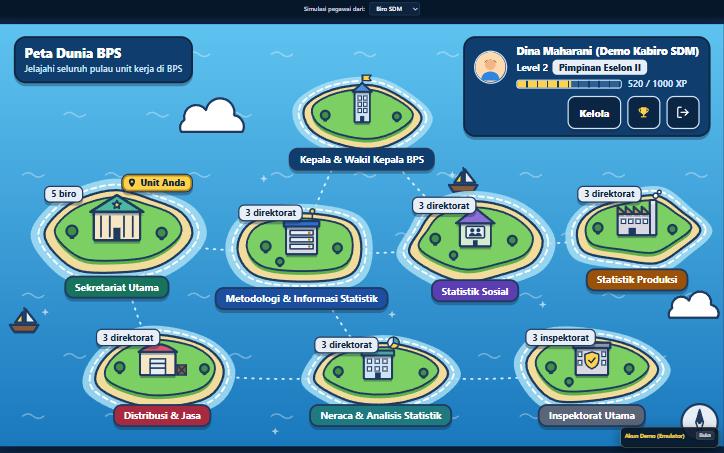 Simulasi pegawai dari: Biro SDM
Peta Dunia BPS
Jelajahi seluruh pulau unit kerja di BPS
Dina Maharani (Demo Kabiro SDM)
Level 2 Pimpinan Eselon II
520 / 1000 XP
Kelola
Kepala & Wakil Kepala BPS
5 biro
Unit Anda
Sekretariat Utama
3 direktorat
Metodologi & Informasi Statistik
3 direktorat
Statistik Sosial
3 direktorat
Statistik Produksi
3 direktorat
Distribusi & Jasa
3 direktorat
Neraca & Analisis Statistik
3 inspektorat
Inspektorat Utama
Akun Demo (Emulator) Buka